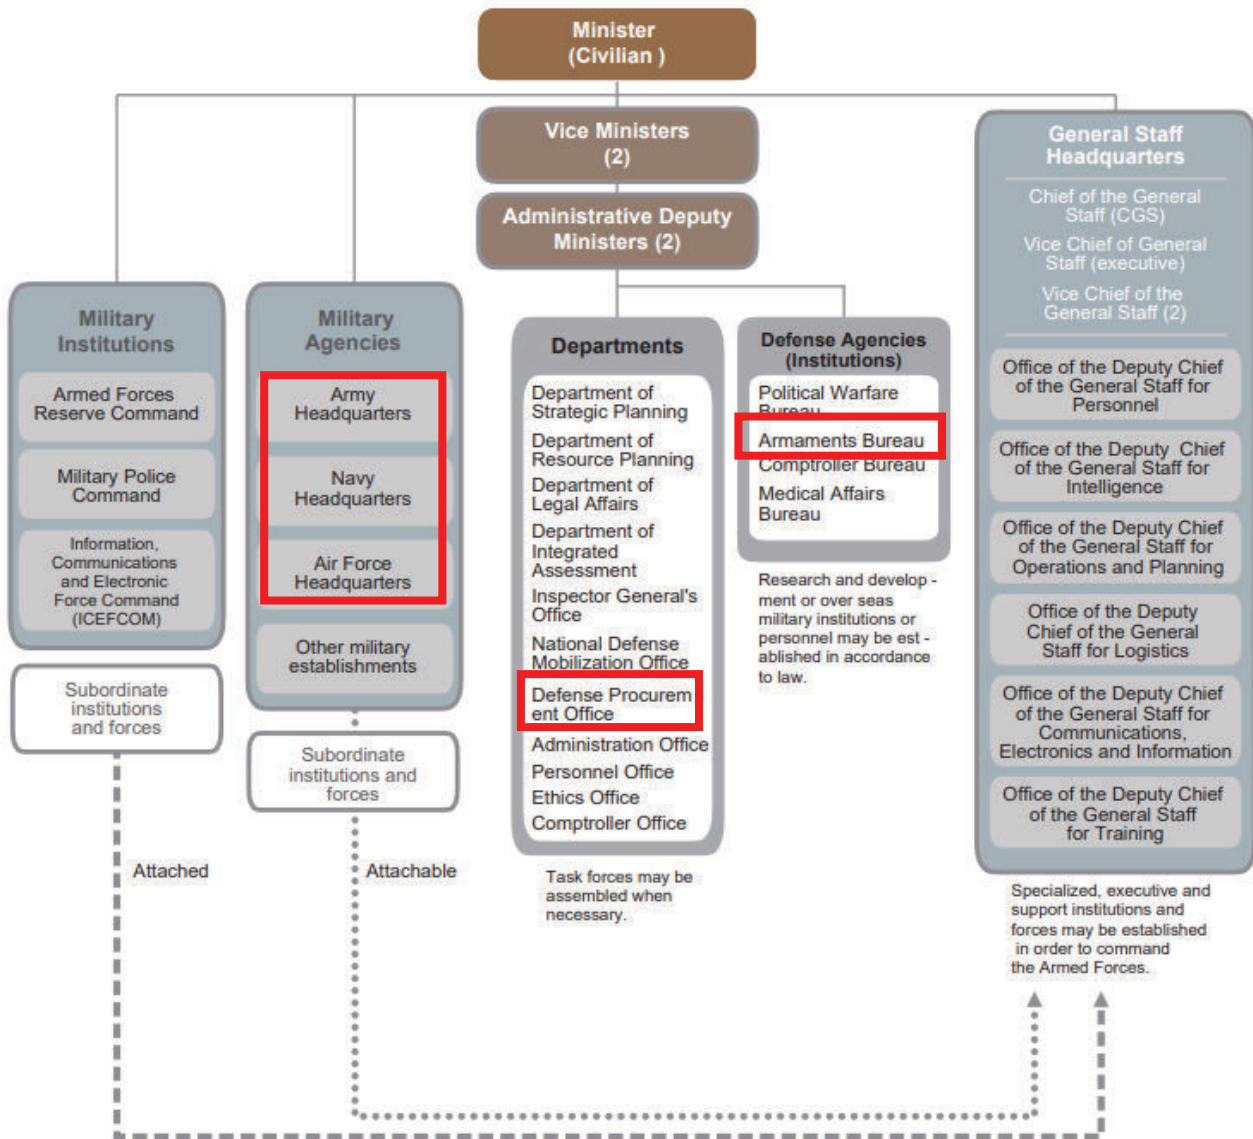 Minister
(Civilian )
Vice Ministers
(2)
Administrative Deputy
Ministers (2)
Military
Institutions
Armed Forces
Reserve Command
Military Police
Command
Information,
Communications
and Electronic
Force Command
(ICEFCOM)
Subordinate
institutions
and forces
Attached
Military
Agencies
Army
Headquarters
Navy
Headquarters
Air Force
Headquarters
Other military
establishments
Subordinate
institutions and
forces
Attachable
Departments
Department of
Strategic Planning
Department of
Resource Planning
Department of
Legal Affairs
Department of
Integrated
Assessment
Inspector General's
Office
National Defense
Mobilization Office
Defense Procurem
ent Office
Administration Office
Personnel Office
Ethics Office
Comptroller Office
Task forces may be
assembled when
necessary.
Defense Agencies
(Institutions)
Political Warfare
Bureau
Armaments Bureau
Comptroller Bureau
Medical Affairs
Bureau
Research and develop -
ment or over seas
military institutions or
personnel may be est -
ablished in accordance
to law.
General Staff
Headquarters
Chief of the General
Staff (CGS)
Vice Chief of General
Staff (executive)
Vice Chief of the
General Staff (2)
Office of the Deputy Chief
of the General Staff for
Personnel
Office of the Deputy Chief
of the General Staff for
Intelligence
Office of the Deputy Chief
of the General Staff for
Operations and Planning
Office of the Deputy
Chief of the General
Staff for Logistics
Office of the Deputy Chief
of the General Staff for
Communications,
Electronics and Information
Office of the Deputy Chief
of the General Staff
for Training
Specialized, executive and
support institutions and
forces may be established
in order to command
the Armed Forces.